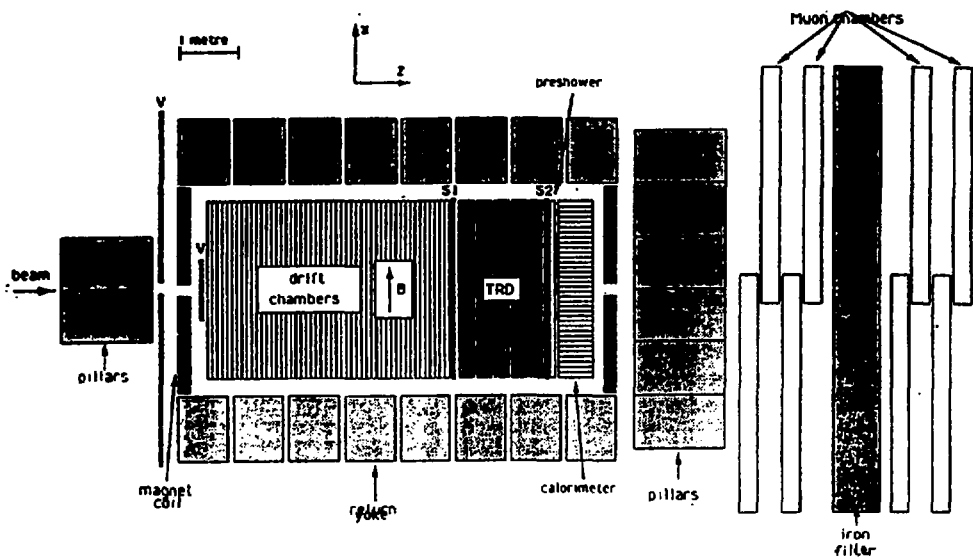 Muon chambers
1 metre
x
z
preshower
V
S1
S2
V
beam
drift
chambers
B
TRD
pillars
magnet
coil
return
yoke
calorimeter
pillars
iron
filter